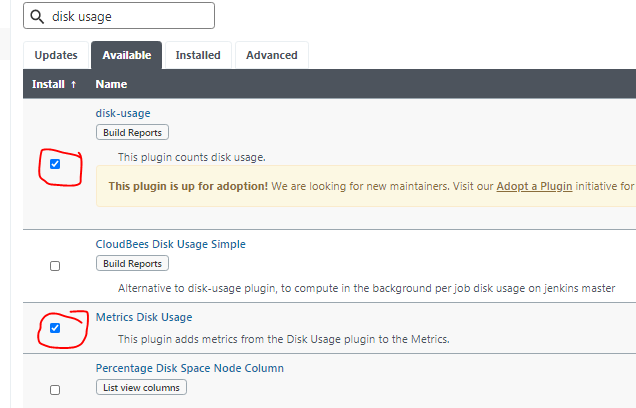 disk usage
Updates Available Installed Advanced
Install ↑ Name
disk-usage
Build Reports
This plugin counts disk usage.
This plugin is up for adoption! We are looking for new maintainers. Visit our Adopt a Plugin initiative for
CloudBees Disk Usage Simple
Build Reports
Alternative to disk-usage plugin, to compute in the background per job disk usage on jenkins master
Metrics Disk Usage
This plugin adds metrics from the Disk Usage plugin to the Metrics.
Percentage Disk Space Node Column
List view columns